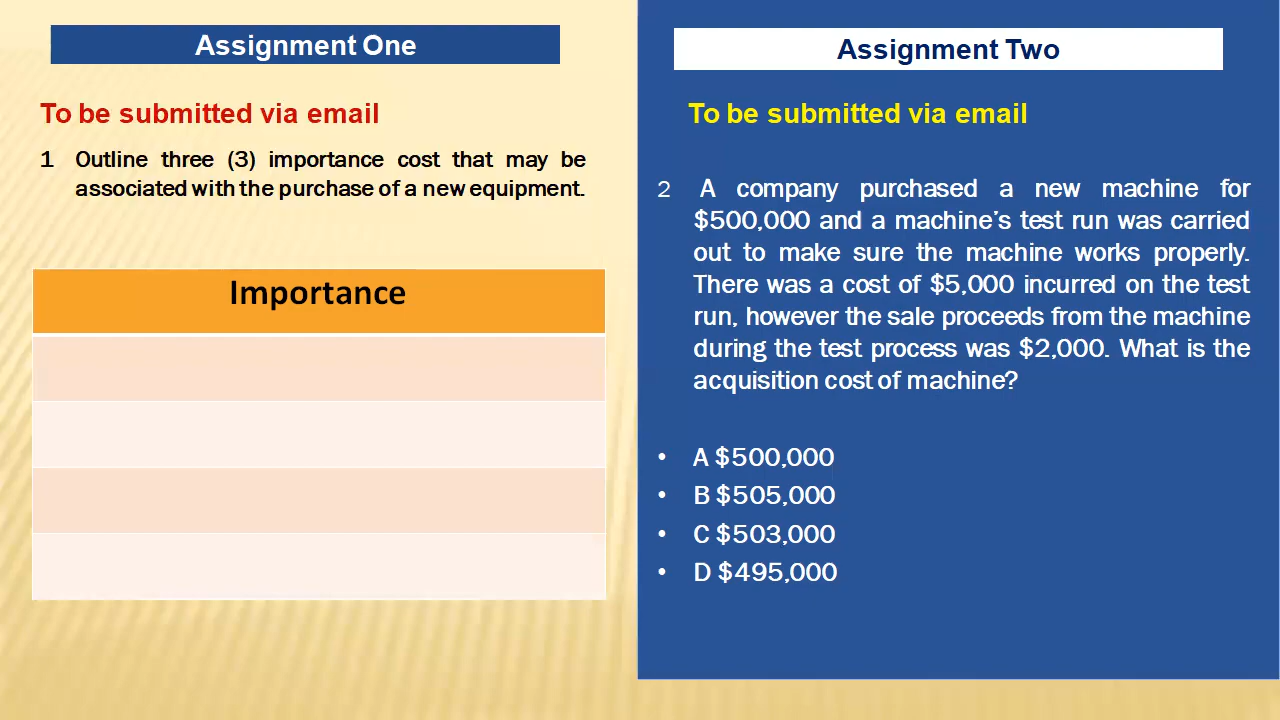 Assignment One
To be submitted via email
1 Outline three (3) importance cost that may be
associated with the purchase of a new equipment.
Importance
Assignment Two
To be submitted via email
2 A company purchased a new machine for
$500,000 and a machine’s test run was carried
out to make sure the machine works properly.
There was a cost of $5,000 incurred on the test
run, however the sale proceeds from the machine
during the test process was $2,000. What is the
acquisition cost of machine?
• A $500,000
• B $505,000
• C $503,000
• D $495,000